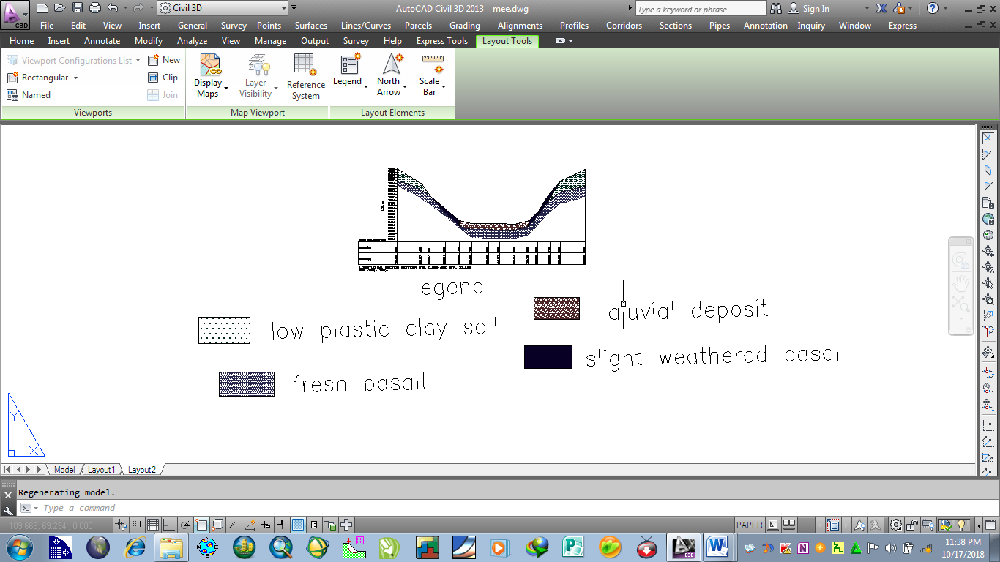 Civil 3D
AutoCAD Civil 3D 2013 mee.dwg
Type a keyword or phrase
Sign In
C3D
File Edit View Insert General Survey Points Surfaces Lines/Curves Parcels Grading Alignments Profiles Corridors Sections Pipes Annotation Inquiry Window Express
Home Insert Annotate Modify Analyze View Manage Output Survey Help Express Tools Layout Tools
Viewport Configurations List
New
Rectangular
Clip
Named
Join
Viewports
Display Maps
Layer Visibility
Reference System
Map Viewport
Legend
North Arrow
Scale Bar
Layout Elements
legend
low plastic clay soil
aluvial deposit
slight weathered basal
fresh basalt
Y
X
Model Layout1 Layout2
Regenerating model.
Type a command
109.666, 69.234 , 0.000
PAPER
11:38 PM
10/17/2018